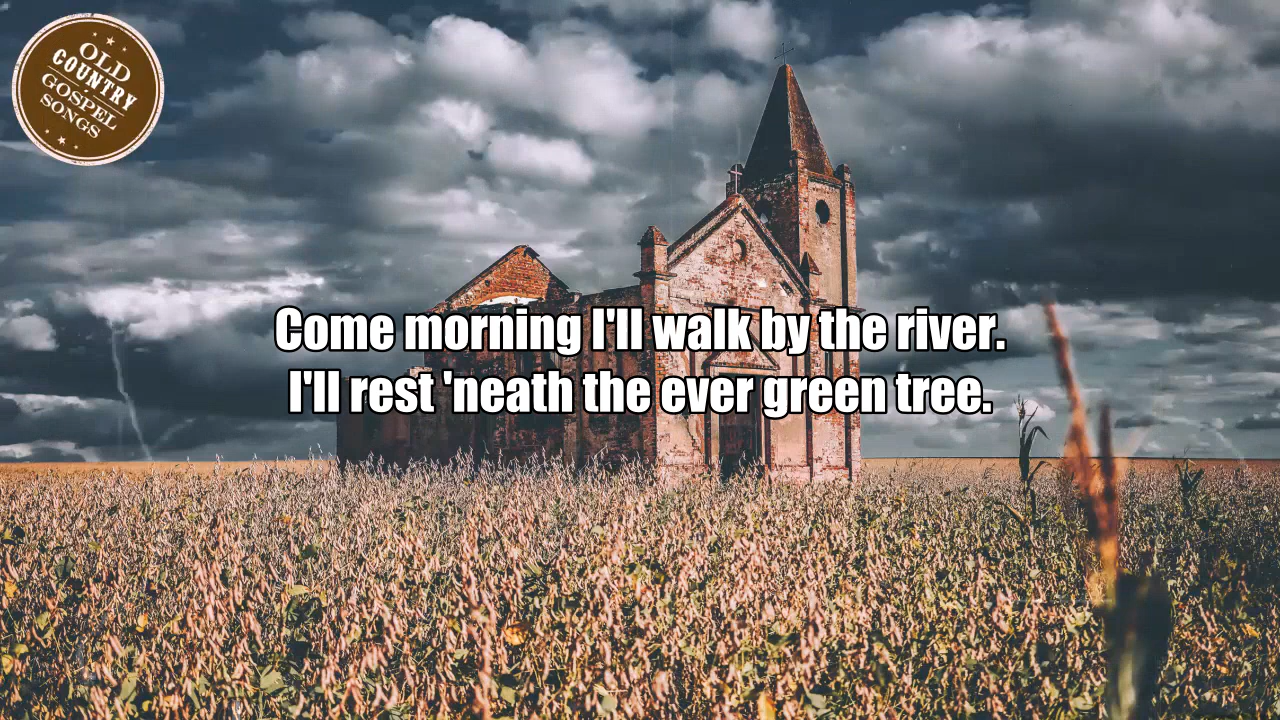 OLD
COUNTRY
GOSPEL
SONGS
Come morning I'll walk by the river.
I'll rest 'neath the ever green tree.